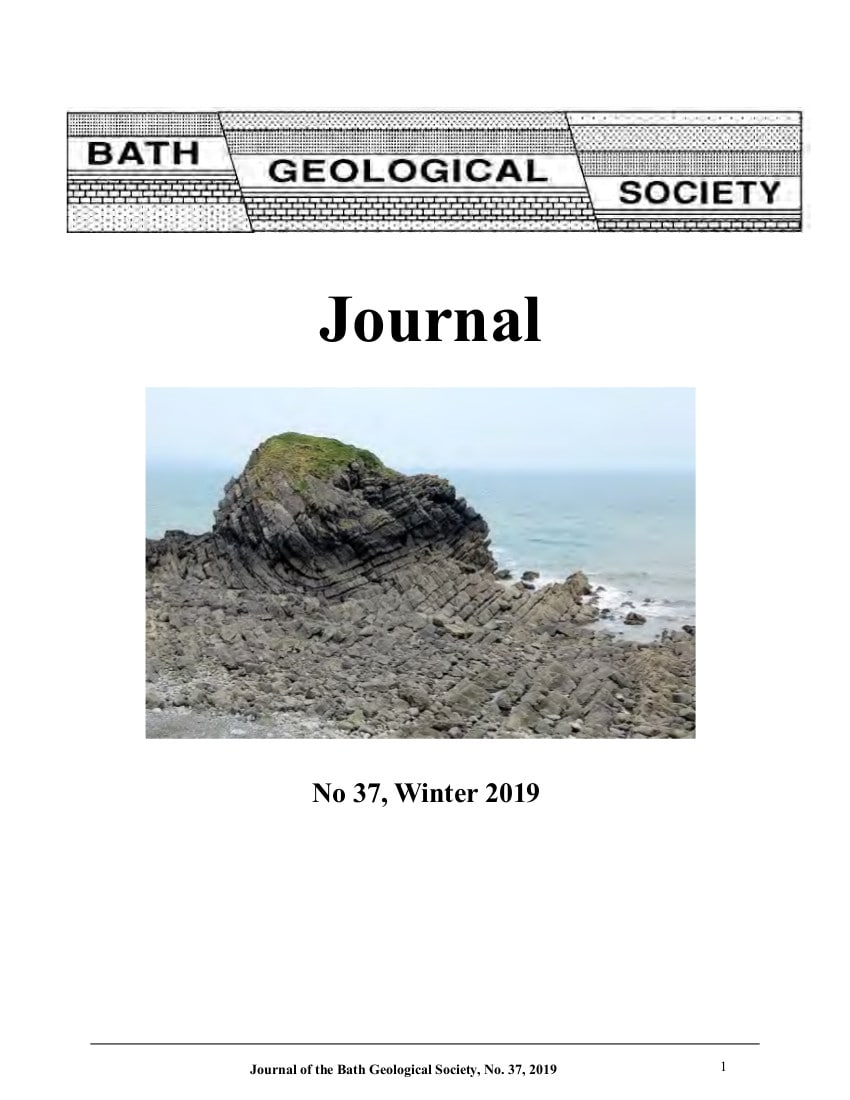 BATH
GEOLOGICAL
SOCIETY
Journal
No 37, Winter 2019
Journal of the Bath Geological Society, No. 37, 2019 1